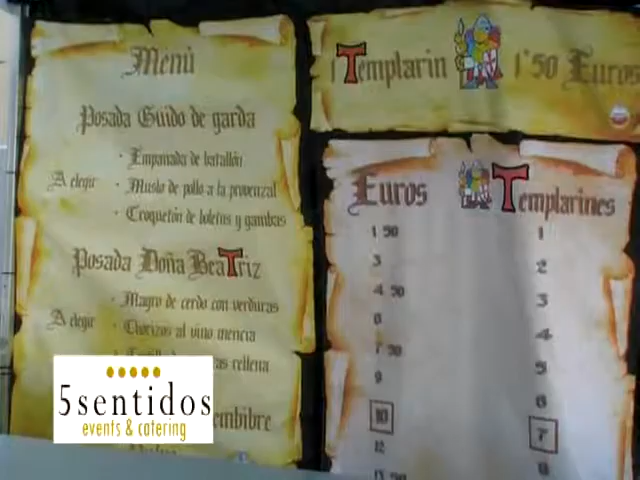 Menú
Posada Guido de garda
A elegir
· Empanada de batallón
· Muslo de pollo a la provenzal
· Croquetón de boletus y gambas
Posada Doña BeaTriz
A elegir
· Magro de cerdo con verduras
· Chorizos al vino mencia
rellena
5sentidos
events & catering
1 Templarin 1'50 Euros
Euros Templarines
1 50 1
3 2
4 50 3
6 4
7 50 5
9 6
10 7
12 8
13 50